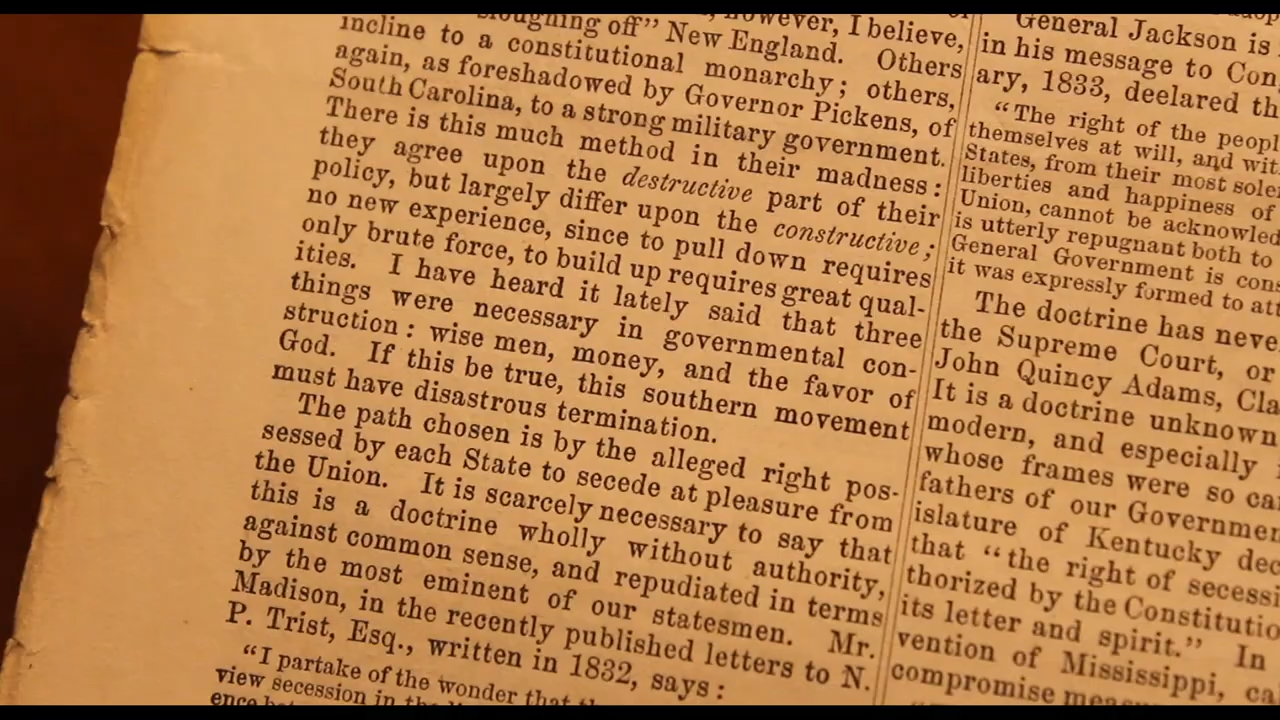 sloughing off” New England. Others
however, I believe,
incline to a constitutional monarchy; others,
again, as foreshadowed by Governor Pickens, of
South Carolina, to a strong military government.
There is this much method in their madness:
they agree upon the destructive part of their
policy, but largely differ upon the constructive;
no new experience, since to pull down requires
only brute force, to build up requires great qual-
ities. I have heard it lately said that three
things were necessary in governmental con-
struction: wise men, money, and the favor of
God. If this be true, this southern movement
must have disastrous termination.
The path chosen is by the alleged right pos-
sessed by each State to secede at pleasure from
the Union. It is scarcely necessary to say that
this is a doctrine wholly without authority,
against common sense, and repudiated in terms
by the most eminent of our statesmen. Mr.
Madison, in the recently published letters to N.
P. Trist, Esq., written in 1832, says:
“I partake of the wonder that
view secession in the
General Jackson is
in his message to Con
ary, 1833, deelared th
“The right of the peopl
themselves at will, and wit
States, from their most sole
liberties and happiness of
Union, cannot be acknowled
is utterly repugnant both to
General Government is cons
it was expressly formed to att
The doctrine has neve
the Supreme Court, or
John Quincy Adams, Cla
It is a doctrine unknown
modern, and especially
whose frames were so ca
fathers of our Governmen
islature of Kentucky dec
that “the right of secessi
thorized by the Constitutio
its letter and spirit.” In
vention of Mississippi, ca
compromise meas